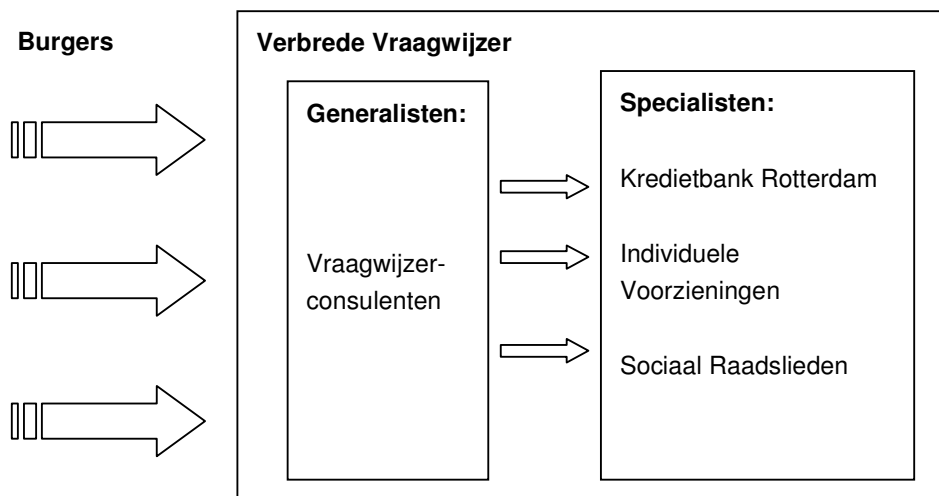 Burgers
Verbrede Vraagwijzer
Generalisten:
Vraagwijzer-
consulenten
Specialisten:
Kredietbank Rotterdam
Individuele
Voorzieningen
Sociaal Raadslieden